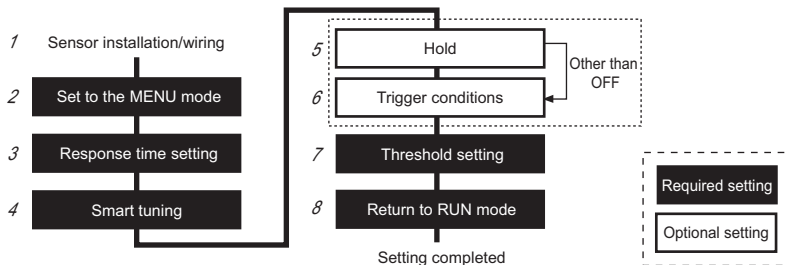 1 Sensor installation/wiring
2 Set to the MENU mode
3 Response time setting
4 Smart tuning
5 Hold
Other than
OFF
6 Trigger conditions
7 Threshold setting
8 Return to RUN mode
Setting completed
Required setting
Optional setting